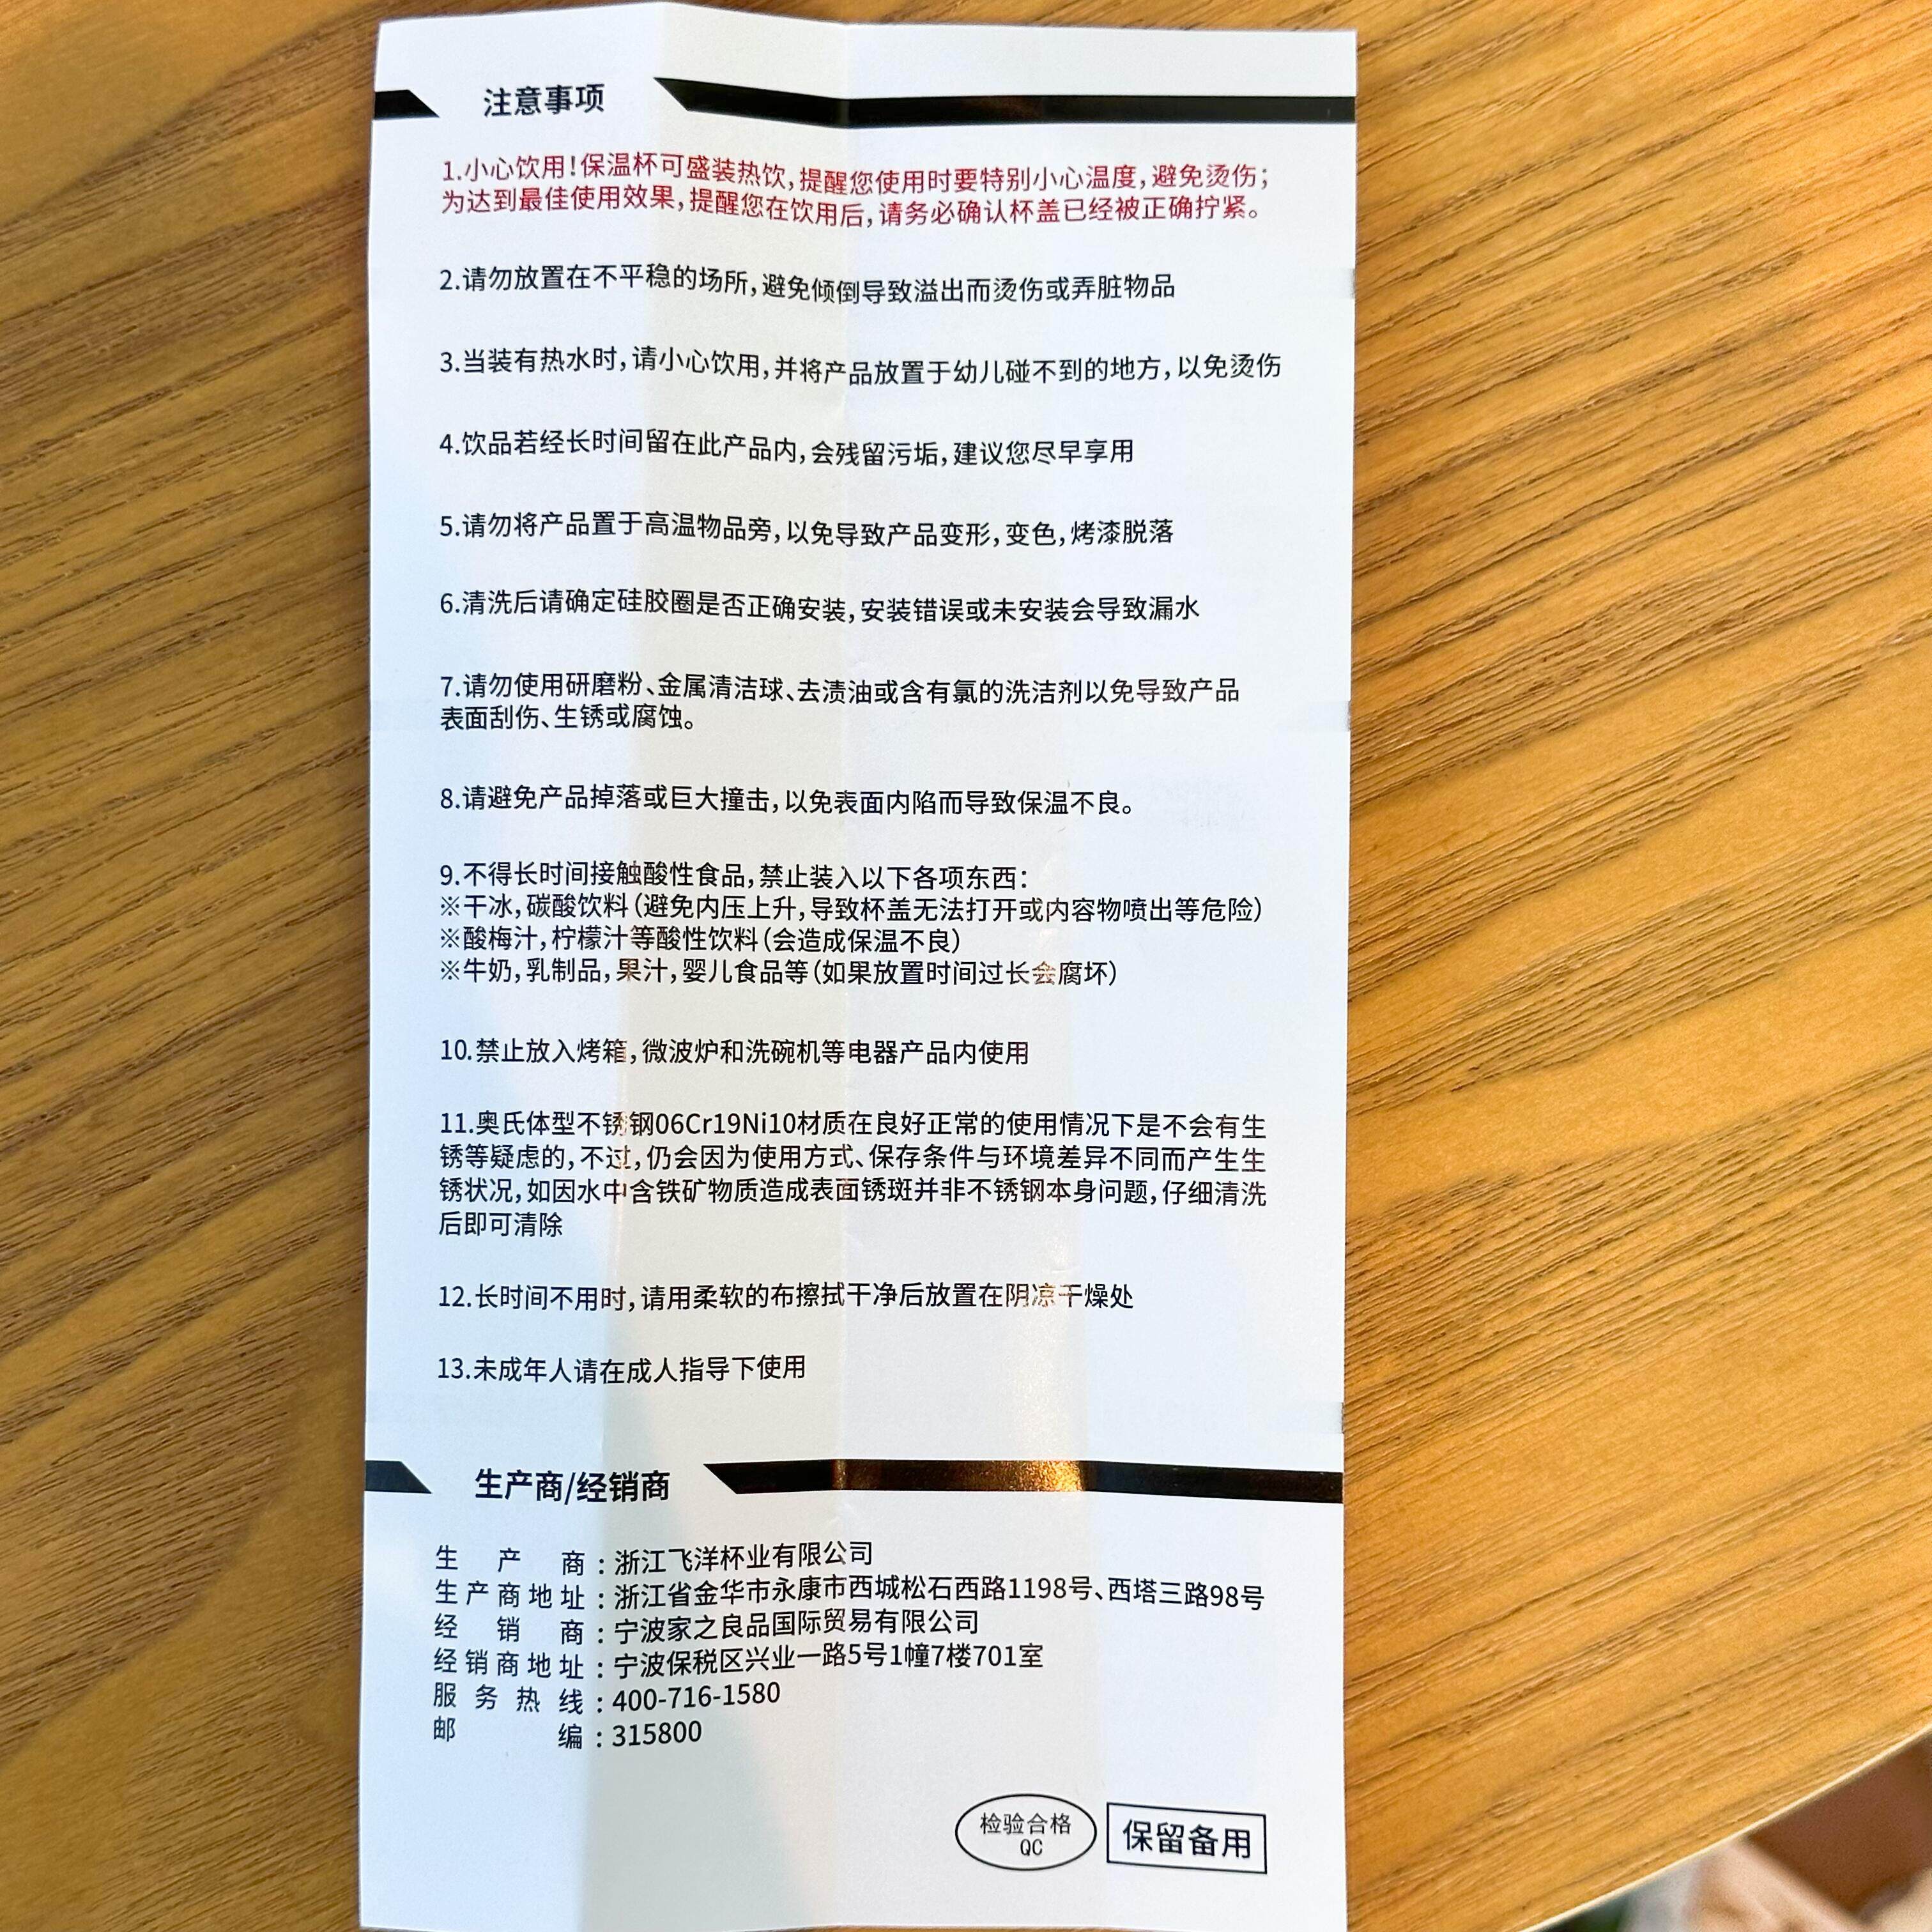 注意事项
1.小心饮用！保温杯可盛装热饮，提醒您使用时要特别小心温度，避免烫伤；
为达到最佳使用效果，提醒您在饮用后，请务必确认杯盖已经被正确拧紧。
2.请勿放置在不平稳的场所，避免倾倒导致溢出而烫伤或弄脏物品
3.当装有热水时，请小心饮用，并将产品放置于幼儿碰不到的地方，以免烫伤
4.饮品若经长时间留在此产品内，会残留污垢，建议您尽早享用
5.请勿将产品置于高温物品旁，以免导致产品变形，变色，烤漆脱落
6.清洗后请确定硅胶圈是否正确安装，安装错误或未安装会导致漏水
7.请勿使用研磨粉、金属清洁球、去渍油或含有氯的洗洁剂以免导致产品
表面刮伤、生锈或腐蚀。
8.请避免产品掉落或巨大撞击，以免表面内陷而导致保温不良。
9.不得长时间接触酸性食品，禁止装入以下各项东西：
※干冰，碳酸饮料（避免内压上升，导致杯盖无法打开或内容物喷出等危险）
※酸梅汁，柠檬汁等酸性饮料（会造成保温不良）
※牛奶，乳制品，果汁，婴儿食品等（如果放置时间过长会腐坏）
10.禁止放入烤箱，微波炉和洗碗机等电器产品内使用
11.奥氏体型不锈钢06Cr19Ni10材质在良好正常的使用情况下是不会有生
锈等疑虑的，不过，仍会因为使用方式、保存条件与环境差异不同而产生生
锈状况，如因水中含铁矿物质造成表面锈斑并非不锈钢本身问题，仔细清洗
后即可清除
12.长时间不用时，请用柔软的布擦拭干净后放置在阴凉干燥处
13.未成年人请在成人指导下使用
生产商/经销商
生产商：浙江飞洋杯业有限公司
生产商地址：浙江省金华市永康市西城松石西路1198号、西塔三路98号
经销商：宁波家之良品国际贸易有限公司
经销商地址：宁波保税区兴业一路5号1幢7楼701室
服务热线：400-716-1580
邮编：315800
检验合格
QC
保留备用